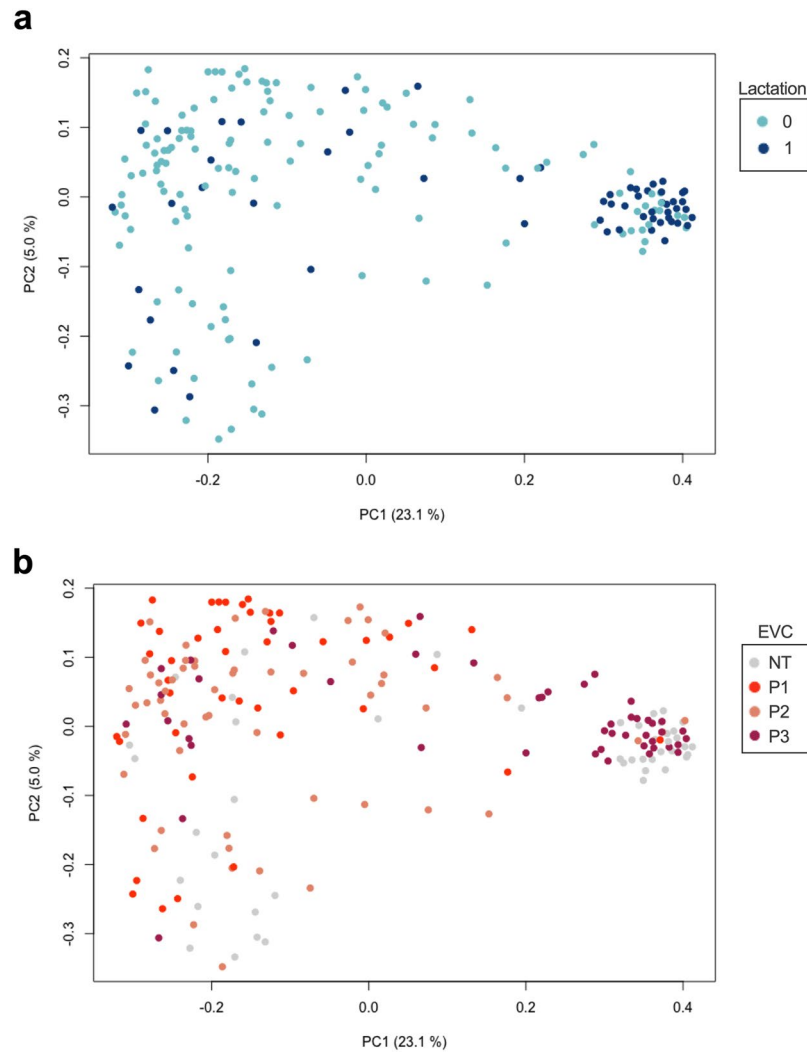 a
Lactation
0
1
0.2
0.1
0.0
-0.1
-0.2
-0.3
PC2 (5.0 %)
-0.2
0.0
0.2
0.4
PC1 (23.1 %)
b
EVC
NT
P1
P2
P3
0.2
0.1
0.0
-0.1
-0.2
-0.3
PC2 (5.0 %)
-0.2
0.0
0.2
0.4
PC1 (23.1 %)